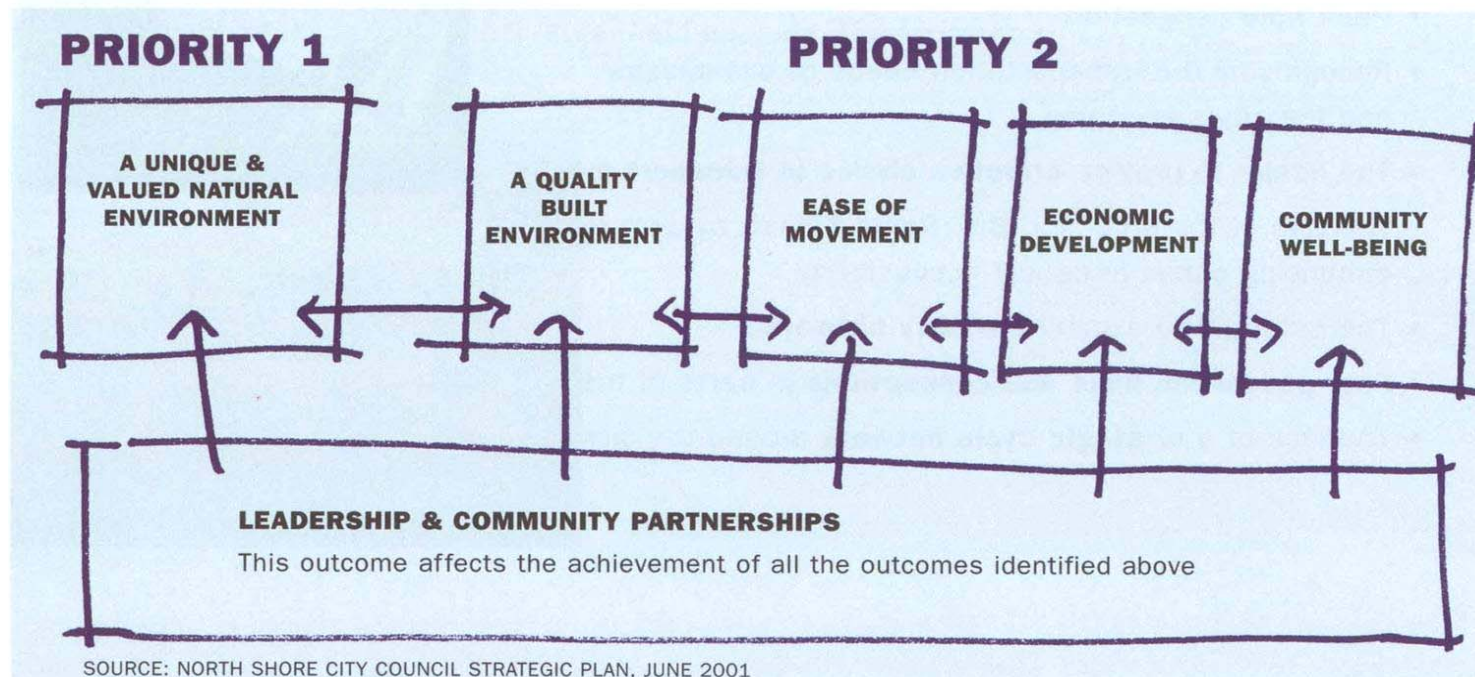 PRIORITY 1
PRIORITY 2
A UNIQUE &
VALUED NATURAL
ENVIRONMENT
A QUALITY
BUILT
ENVIRONMENT
EASE OF
MOVEMENT
ECONOMIC
DEVELOPMENT
COMMUNITY
WELL-BEING
LEADERSHIP & COMMUNITY PARTNERSHIPS
This outcome affects the achievement of all the outcomes identified above
SOURCE: NORTH SHORE CITY COUNCIL STRATEGIC PLAN, JUNE 2001